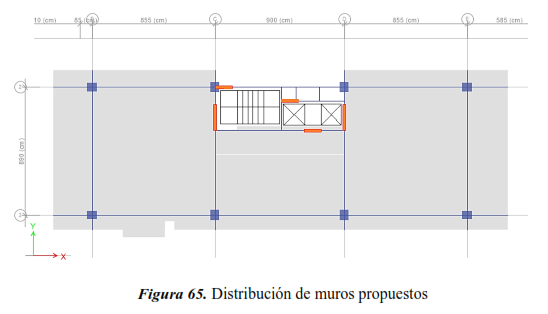 10 (cm) 85 (cm) 855 (cm) 900 (cm) 855 (cm) 585 (cm)
890 (cm)
Y
X
Figura 65. Distribución de muros propuestos